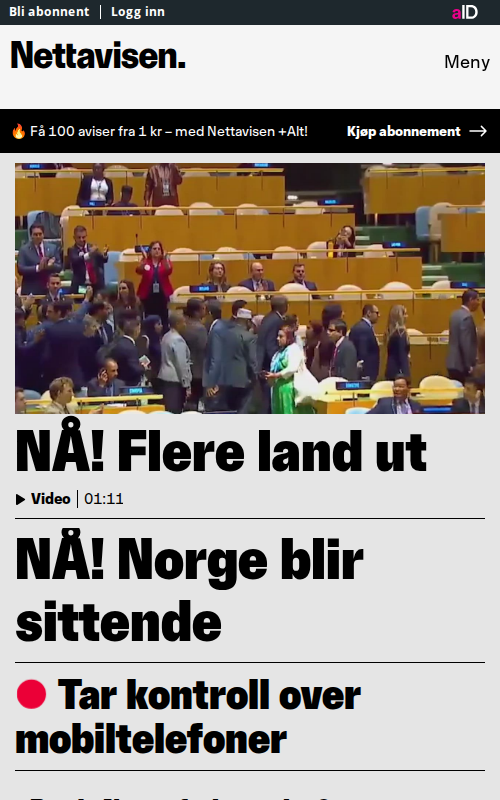 Bli abonnent
Logg inn
aID
Nettavisen.
Meny
Få 100 aviser fra 1 kr – med Nettavisen +Alt!
Kjøp abonnement
NÅ! Flere land ut
Video
01:11
NÅ! Norge blir
sittende
Tar kontroll over
mobiltelefoner